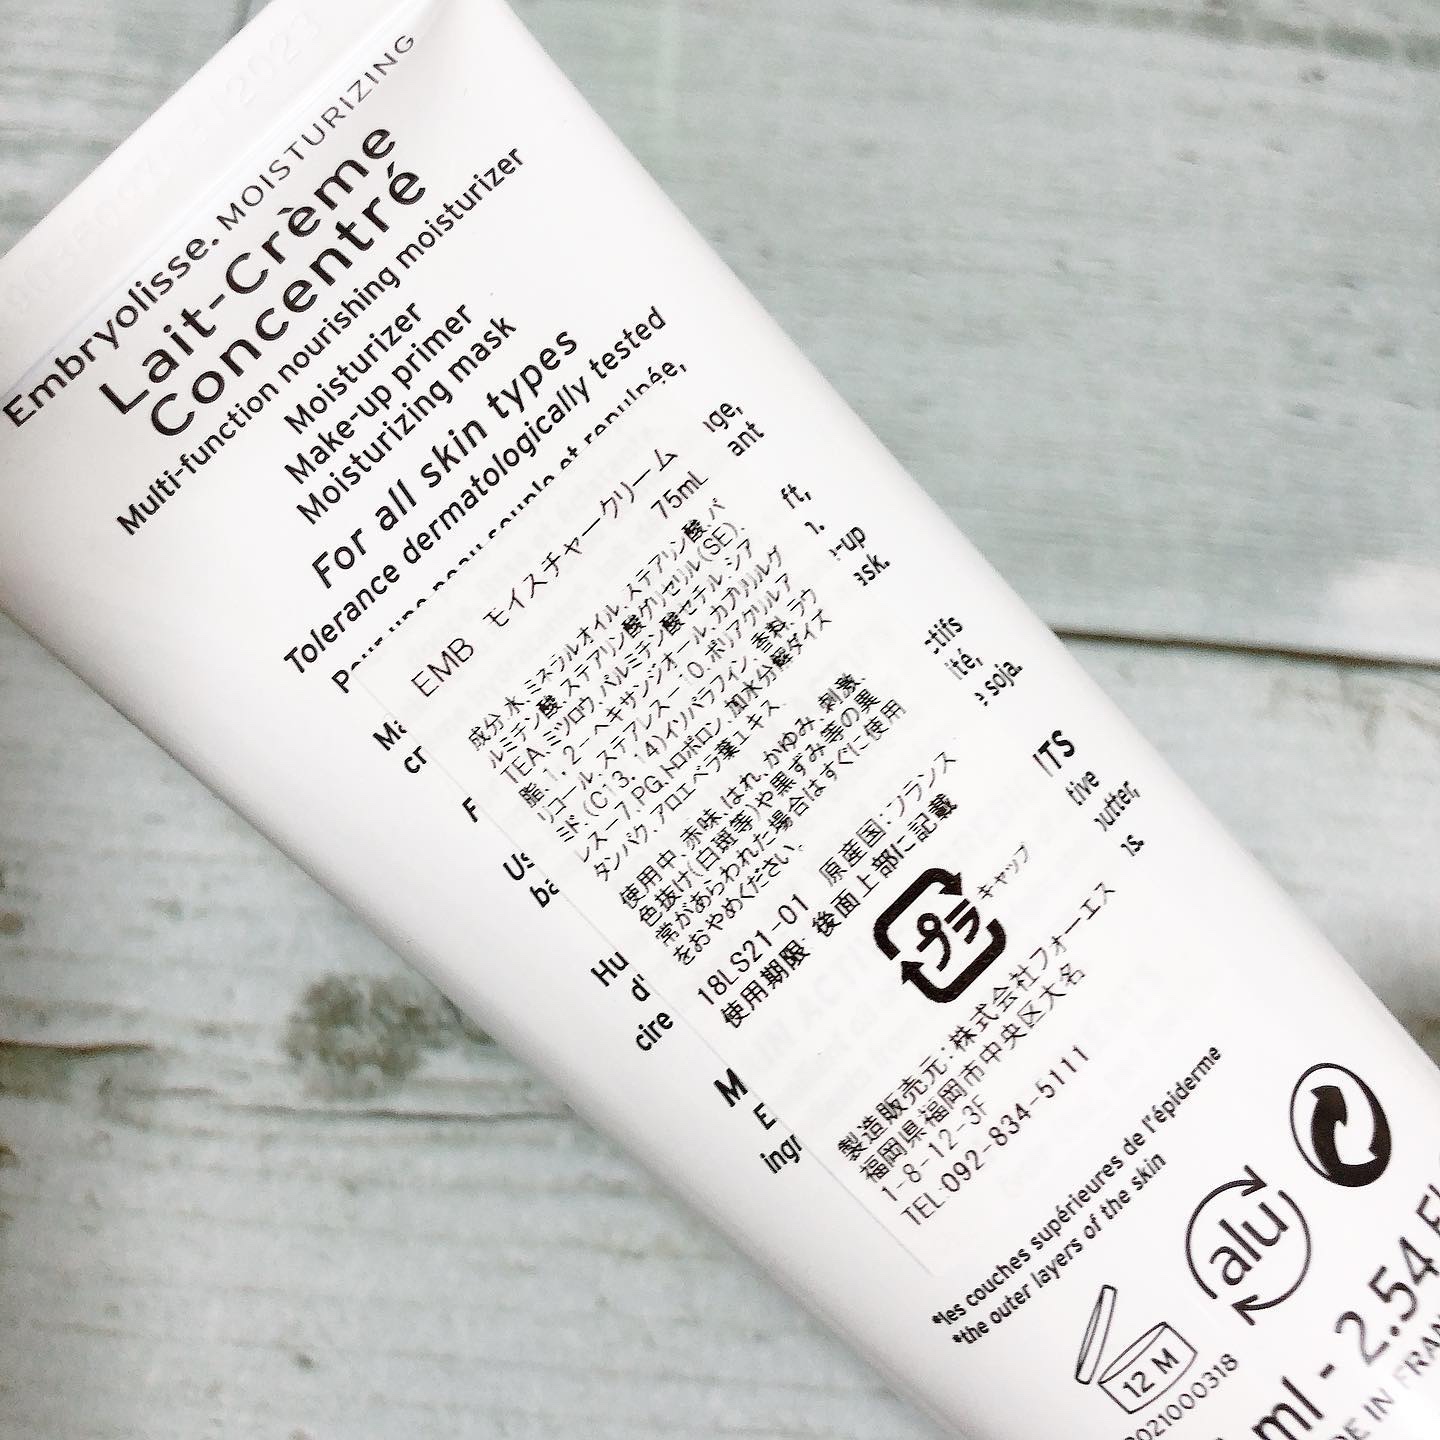 Embryolisse. MOISTURIZING
Lait-Crème
Concentré
Multi-function nourishing moisturizer
Moisturizer
Make-up primer
Moisturizing mask
For all skin types
Tolerance dermatologically tested
EMB モイスチャークリーム
75mL
成分:水、ミネラルオイル、ステアリン酸、パ
ルミチン酸、ステアリン酸グリセリル(SE)、
TEA、ミツロウ、パルミチン酸セチル、シア
脂、1，2－ヘキサンジオール、カプリルグ
リコール、ステアレス－10、ポリアクリルア
ミド、(C13，14)イソパラフィン、香料、ラウ
レス－7、PG、トロポロン、加水分解ダイズ
タンパク、アロエベラ葉エキス
使用中、赤味、はれ、かゆみ、刺激、
色抜け(白斑等)や黒ずみ等の異
常があらわれた場合はすぐに使用
をおやめください。
18LS21-01 原産国:フランス
使用期限:後面上部に記載
プラ キャップ
製造販売元:株式会社フォーエス
福岡県福岡市中央区大名
1-8-12-3F
TEL:092-834-5111
*les couches supérieures de l'épiderme
*the outer layers of the skin
alu
12 M
2021000318
ml - 2.54